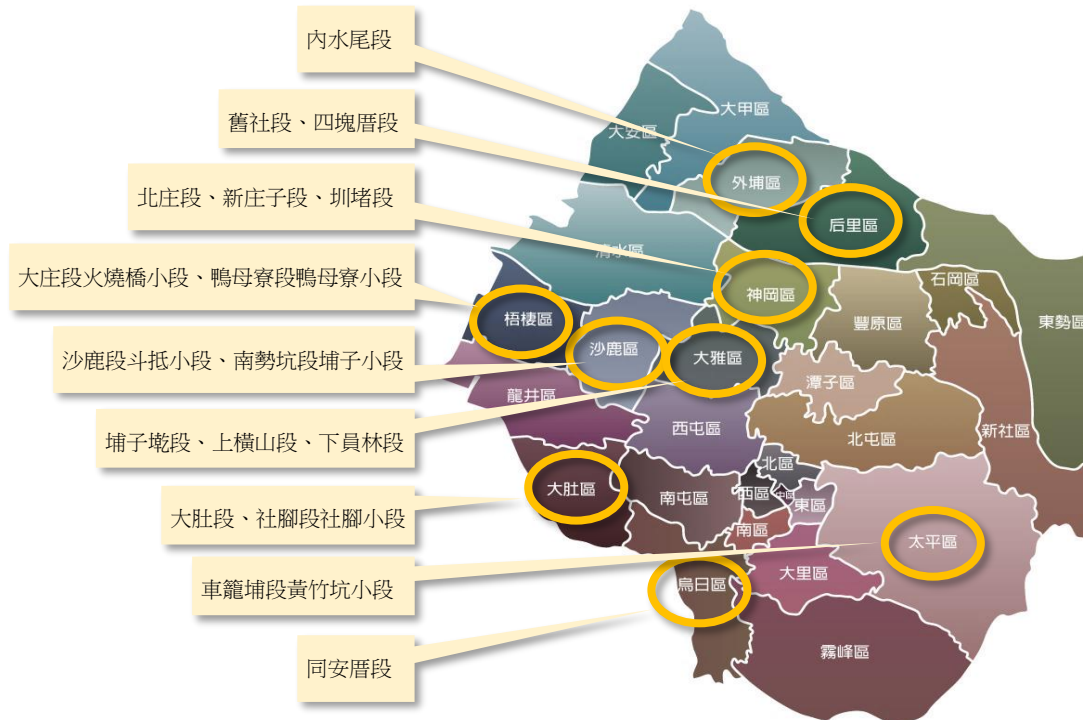 內水尾段
舊社段、四塊厝段
北庄段、新庄子段、圳堵段
大庄段火燒橋小段、鴨母寮段鴨母寮小段
沙鹿段斗抵小段、南勢坑段埔子小段
埔子墘段、上橫山段、下員林段
大肚段、社腳段社腳小段
車籠埔段黃竹坑小段
同安厝段
大甲區
大安區
外埔區
后里區
清水區
神岡區
石岡區
東勢區
梧棲區
豐原區
沙鹿區
大雅區
潭子區
龍井區
西屯區
北屯區
新社區
北區
大肚區
南屯區
西區
中區
東區
南區
太平區
大里區
烏日區
霧峰區